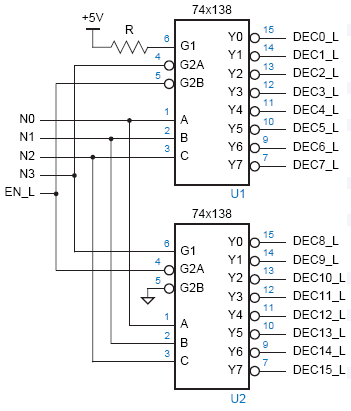 74x138
+5V
R
6 G1 Y0 15 DEC0_L
4 G2A Y1 14 DEC1_L
5 G2B Y2 13 DEC2_L
Y3 12 DEC3_L
N0 1 A Y4 11 DEC4_L
N1 2 B Y5 10 DEC5_L
N2 3 C Y6 9 DEC6_L
N3 Y7 7 DEC7_L
EN_L U1
74x138
6 G1 Y0 15 DEC8_L
4 G2A Y1 14 DEC9_L
5 G2B Y2 13 DEC10_L
Y3 12 DEC11_L
1 A Y4 11 DEC12_L
2 B Y5 10 DEC13_L
3 C Y6 9 DEC14_L
Y7 7 DEC15_L
U2